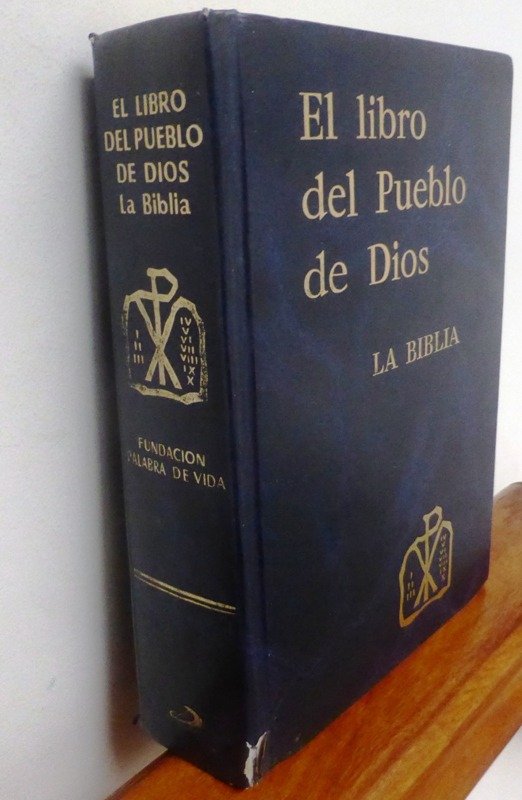 EL LIBRO
DEL PUEBLO
DE DIOS
La Biblia
FUNDACION
PALABRA DE VIDA
El libro
del Pueblo
de Dios
LA BIBLIA